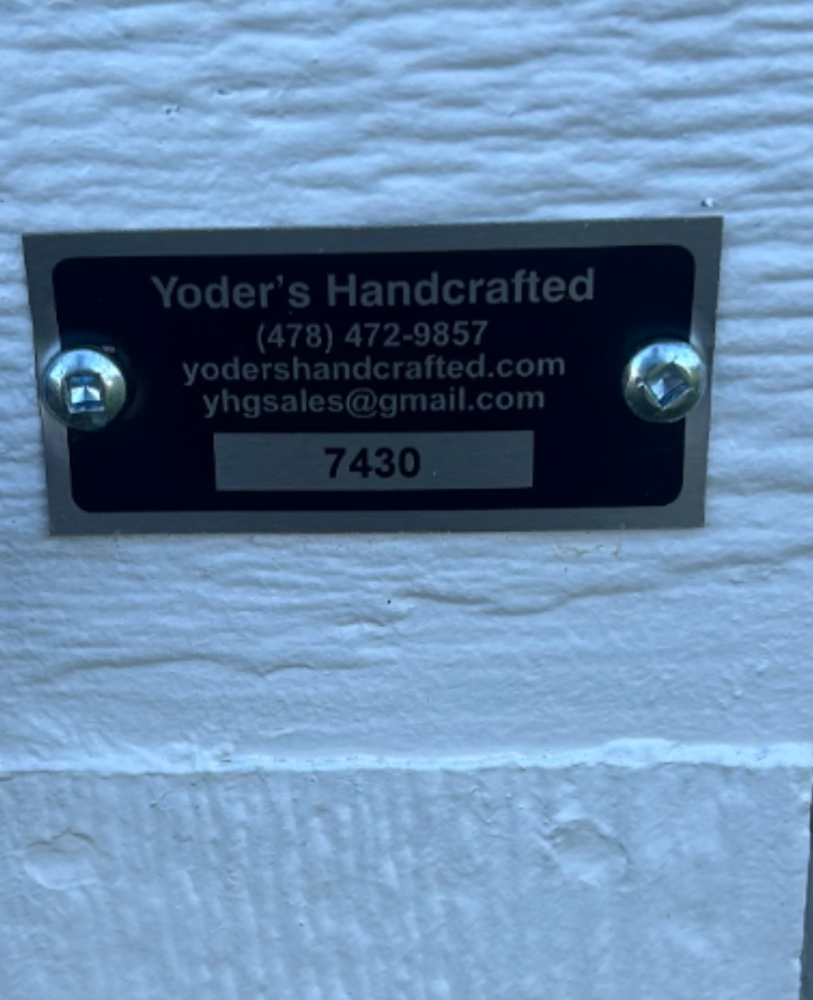 Yoder's Handcrafted
(478) 472-9857
yodershandcrafted.com
yhgsales@gmail.com
7430